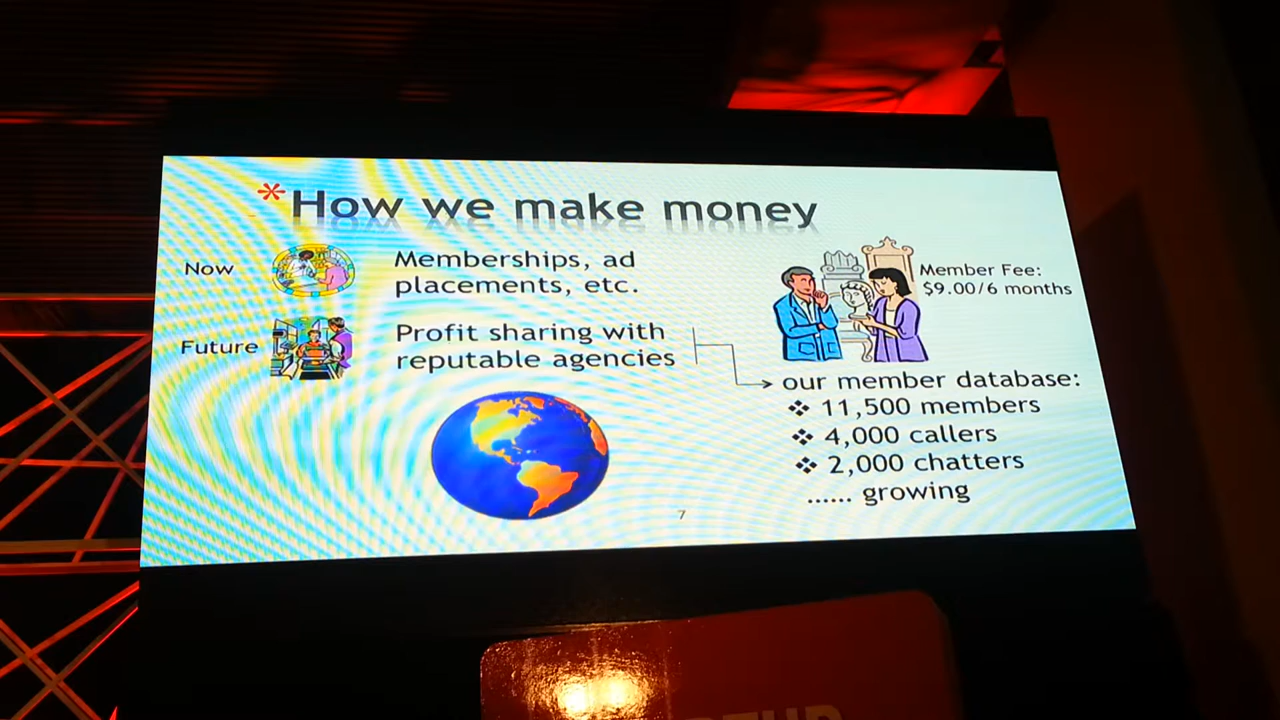 *How we make money
Now
Memberships, ad
placements, etc.
Member Fee:
$9.00/6 months
Future
Profit sharing with
reputable agencies
our member database:
❖ 11,500 members
❖ 4,000 callers
❖ 2,000 chatters
...... growing
7